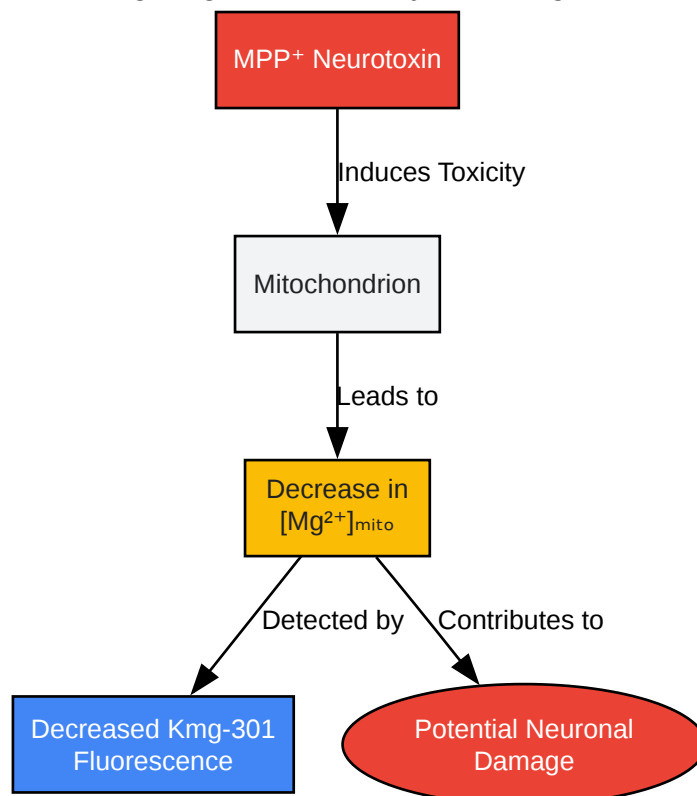 MPP⁺ Neurotoxin
Induces Toxicity
Mitochondrion
Leads to
Decrease in
[Mg²⁺]ₘᵢₜₒ
Detected by
Contributes to
Decreased Kmg-301
Fluorescence
Potential Neuronal
Damage